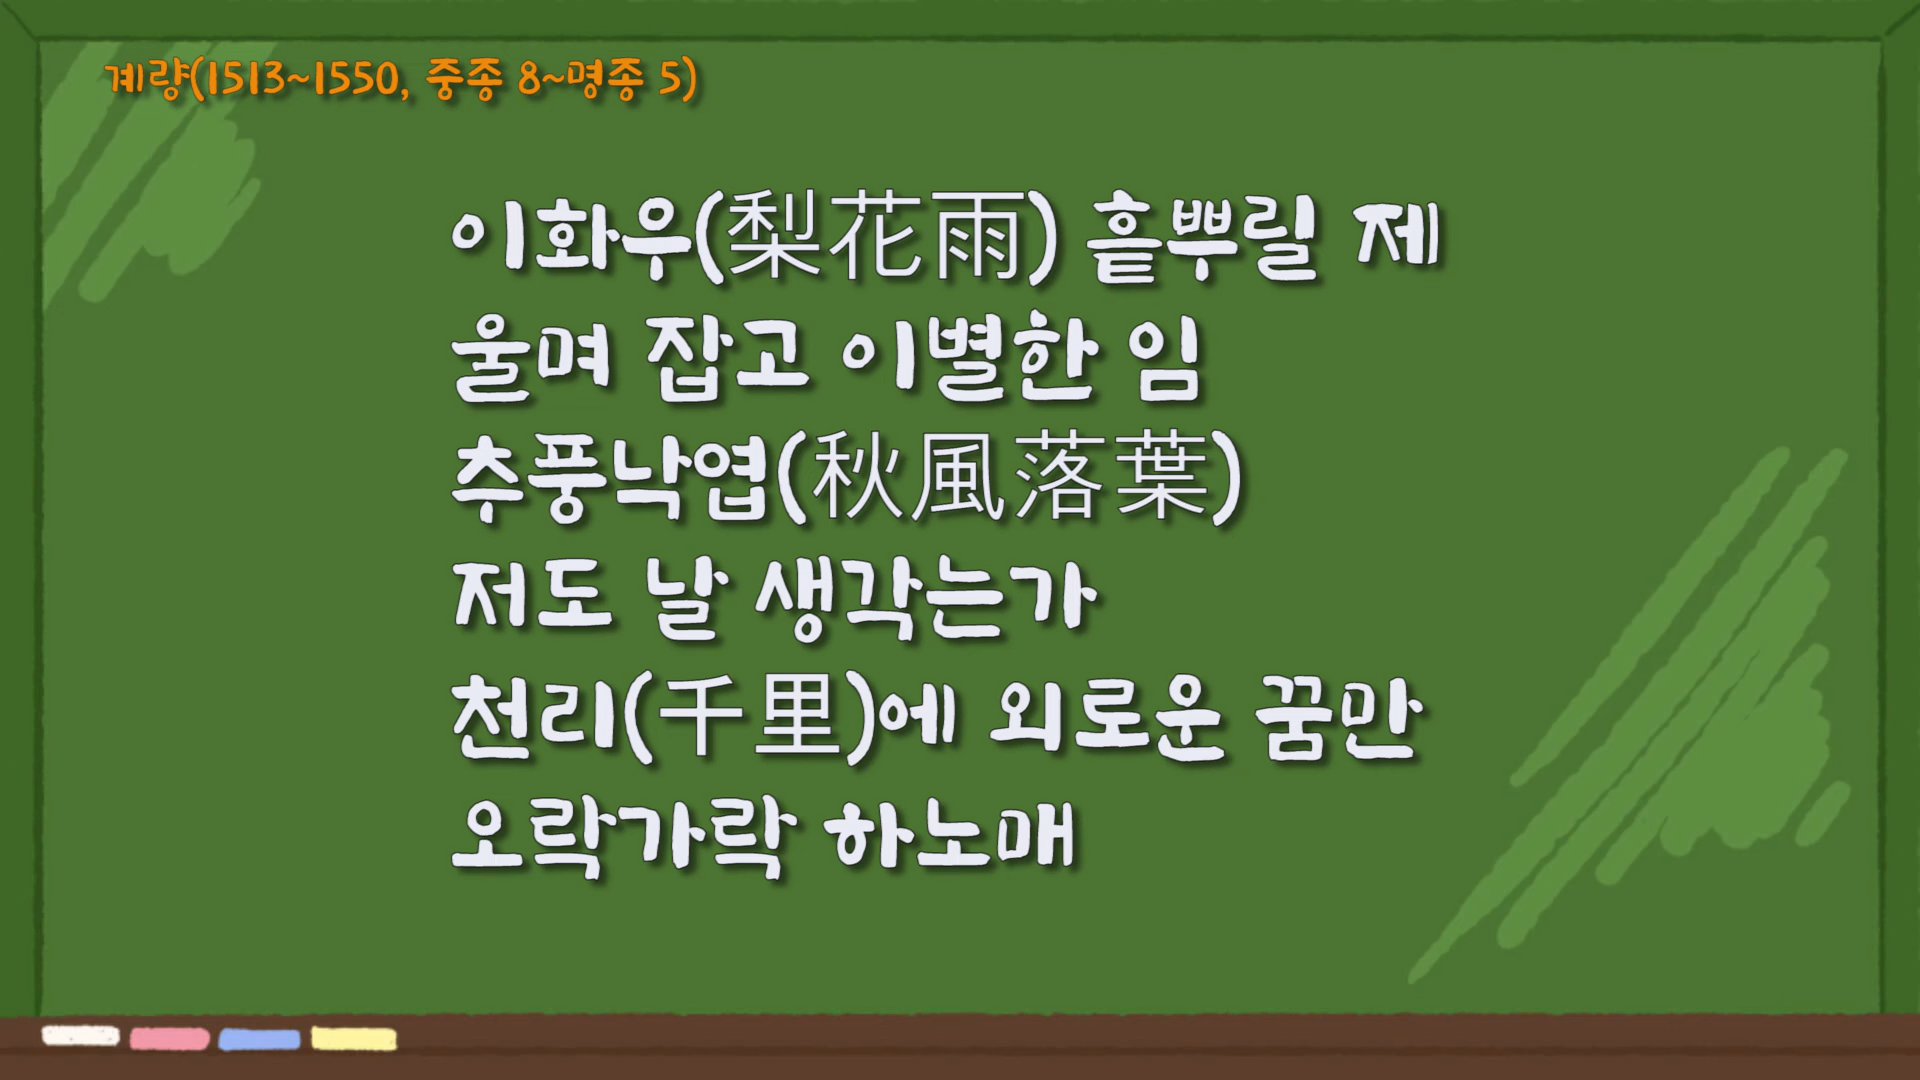 계량(1513~1550, 중종 8~명종 5)
이화우(梨花雨) 흩뿌릴 제
울며 잡고 이별한 임
추풍낙엽(秋風落葉)
저도 날 생각는가
천리(千里)에 외로운 꿈만
오락가락 하노매